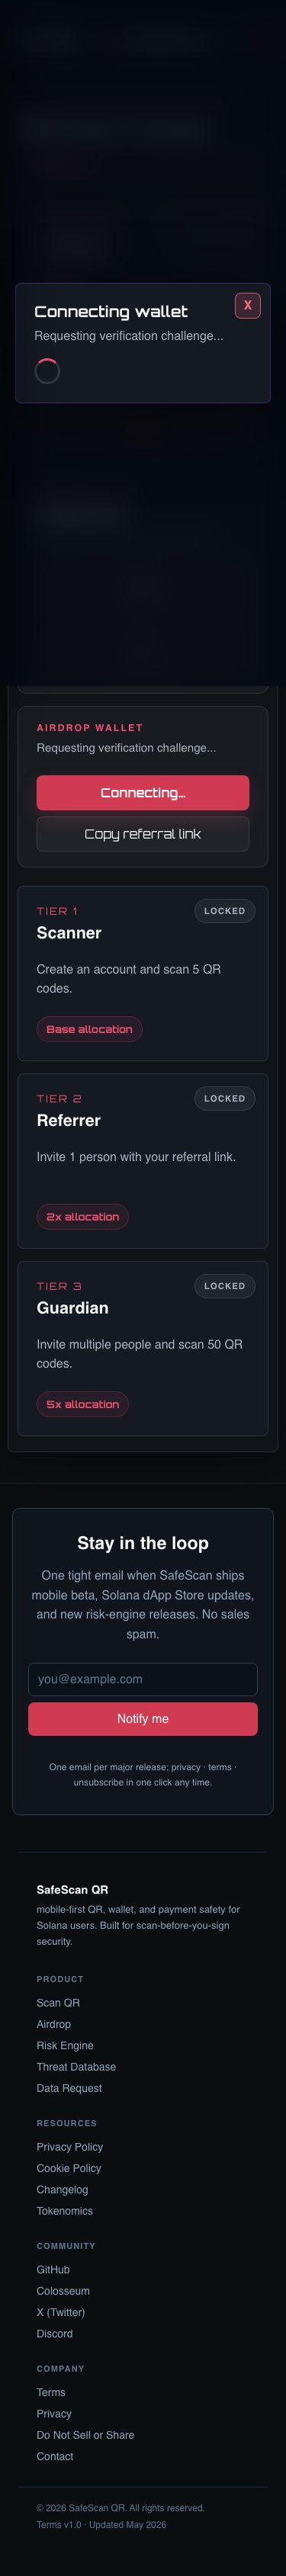 Connecting wallet
X
Requesting verification challenge...
AIRDROP WALLET
Requesting verification challenge...
Connecting...
Copy referral link
TIER 1
LOCKED
Scanner
Create an account and scan 5 QR
codes.
Base allocation
TIER 2
LOCKED
Referrer
Invite 1 person with your referral link.
2x allocation
TIER 3
LOCKED
Guardian
Invite multiple people and scan 50 QR
codes.
5x allocation
Stay in the loop
One tight email when SafeScan ships
mobile beta, Solana dApp Store updates,
and new risk-engine releases. No sales
spam.
you@example.com
Notify me
One email per major release; privacy · terms ·
unsubscribe in one click any time.
SafeScan QR
mobile-first QR, wallet, and payment safety for
Solana users. Built for scan-before-you-sign
security.
PRODUCT
Scan QR
Airdrop
Risk Engine
Threat Database
Data Request
RESOURCES
Privacy Policy
Cookie Policy
Changelog
Tokenomics
COMMUNITY
GitHub
Colosseum
X (Twitter)
Discord
COMPANY
Terms
Privacy
Do Not Sell or Share
Contact
© 2026 SafeScan QR. All rights reserved.
Terms v1.0 · Updated May 2026